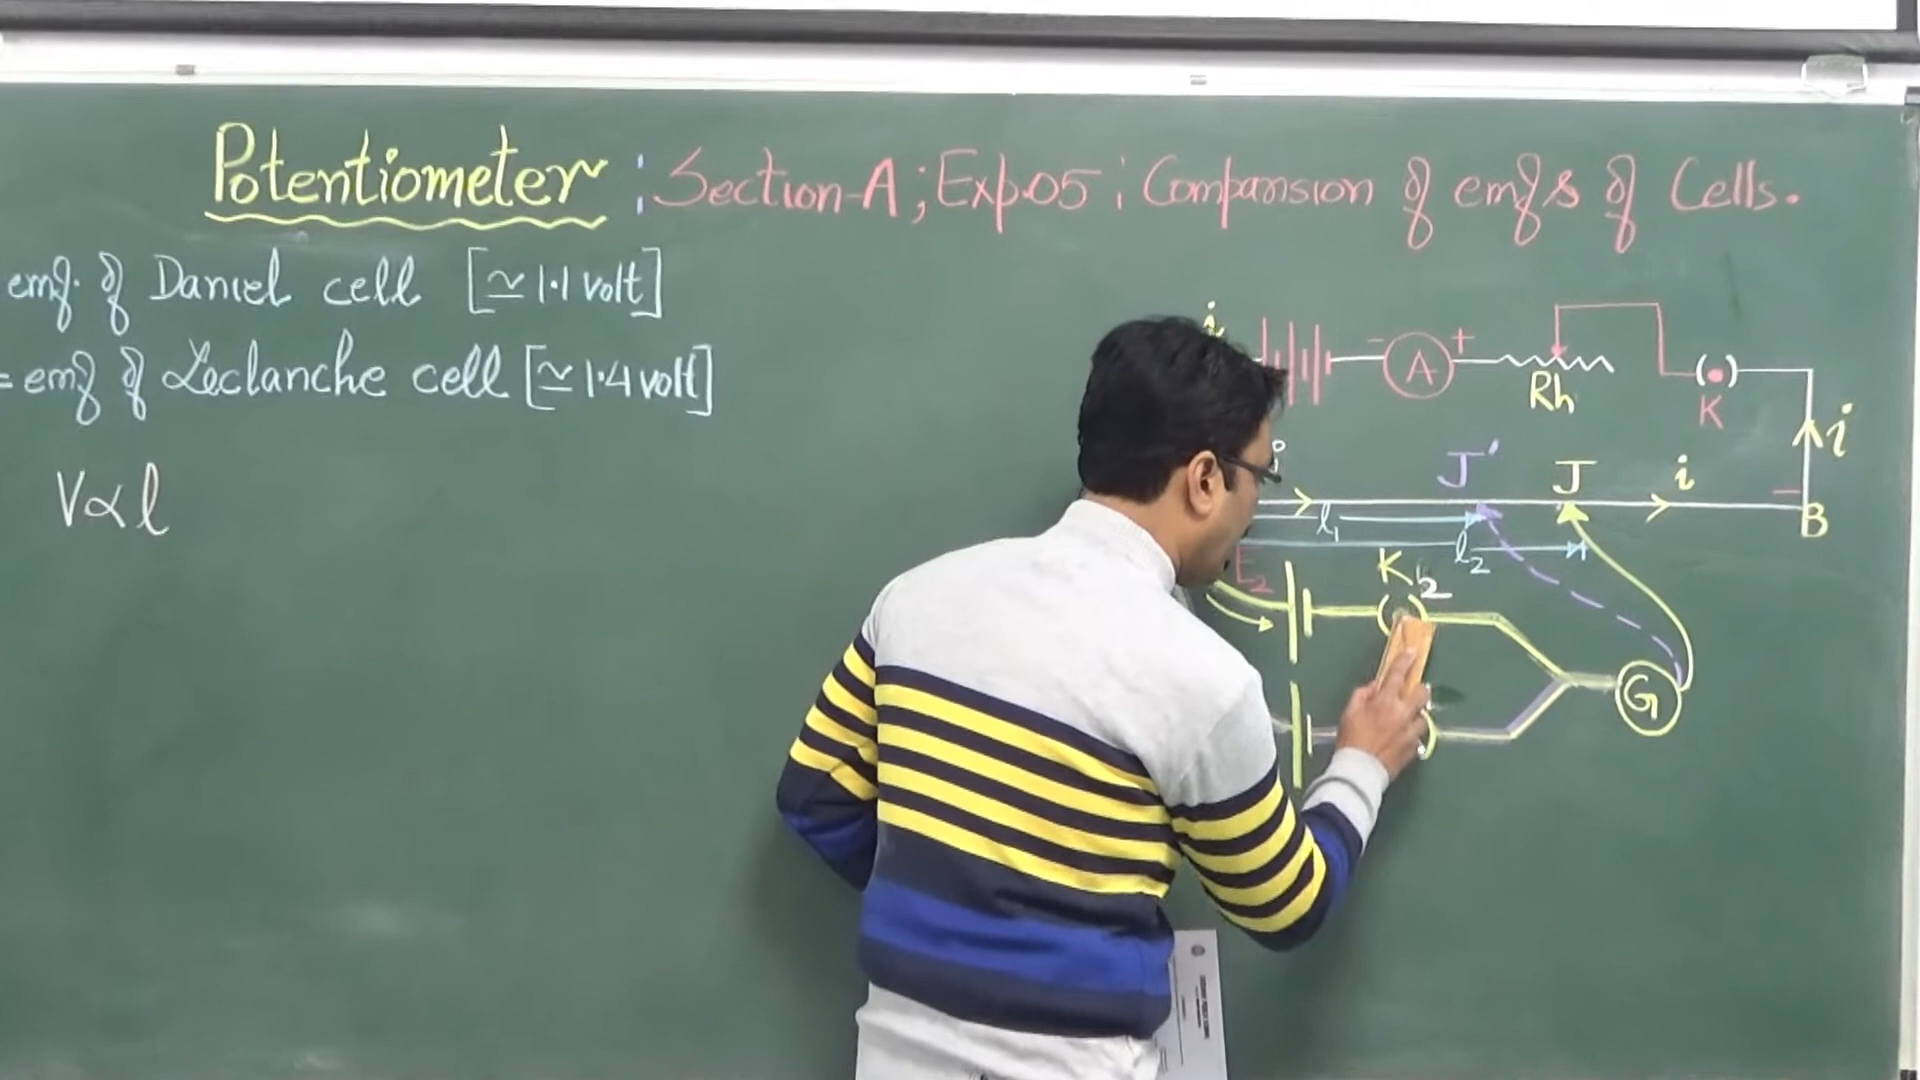 Potentiometer : Section-A ; Exp.05 ; Comparision of emfs of Cells.
emf. of Daniel cell [≃ 1.1 volt]
= emf of Leclanche cell [≃ 1.4 volt]
V ∝ l
i
- A +
Rh
K
i
i
J'
J
i
B
l₁
l₂
E₂
K₂
G